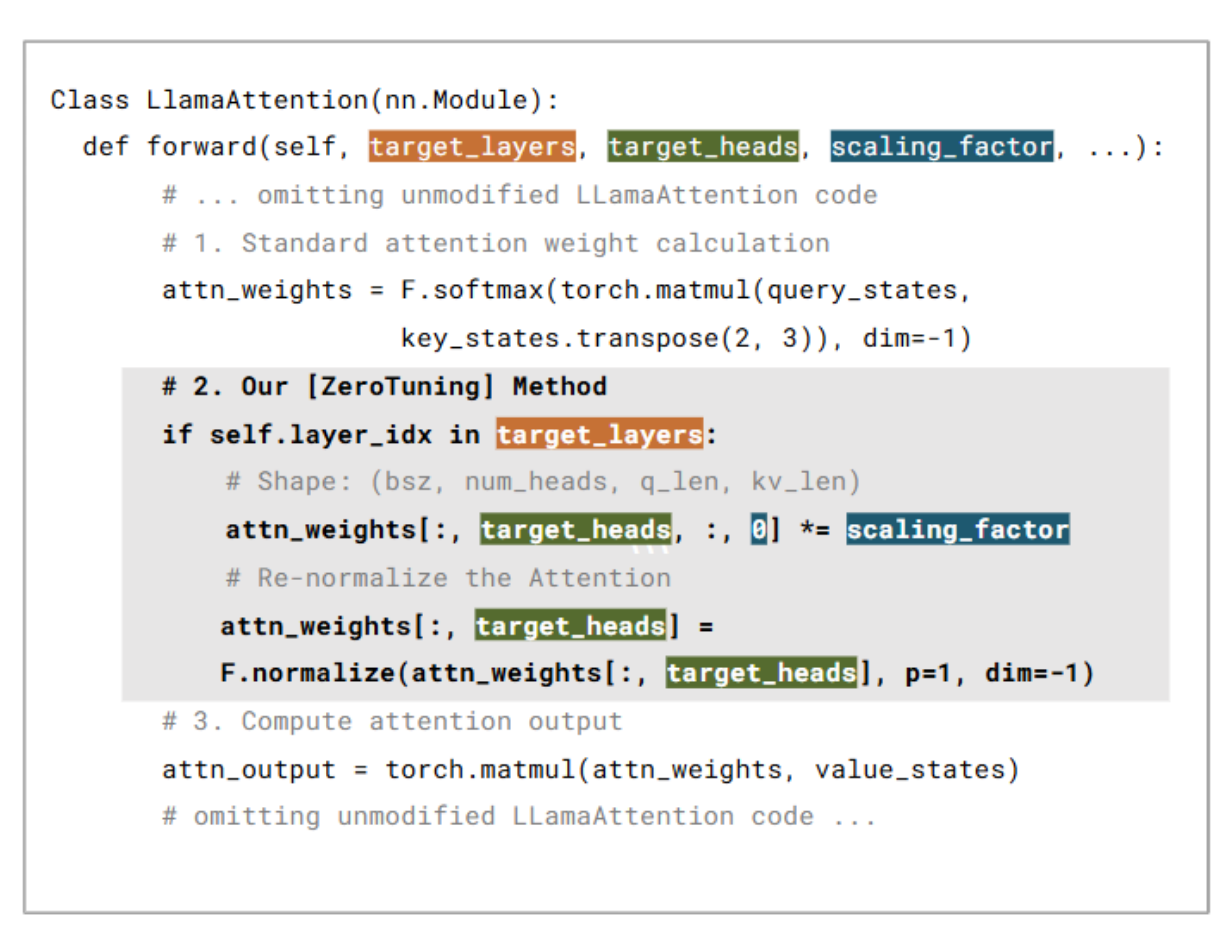 Class LlamaAttention(nn.Module):
def forward(self, target_layers, target_heads, scaling_factor, ...):
# ... omitting unmodified LLamaAttention code
# 1. Standard attention weight calculation
attn_weights = F.softmax(torch.matmul(query_states,
key_states.transpose(2, 3)), dim=-1)
# 2. Our [ZeroTuning] Method
if self.layer_idx in target_layers:
# Shape: (bsz, num_heads, q_len, kv_len)
attn_weights[:, target_heads, :, 0] *= scaling_factor
# Re-normalize the Attention
attn_weights[:, target_heads] =
F.normalize(attn_weights[:, target_heads], p=1, dim=-1)
# 3. Compute attention output
attn_output = torch.matmul(attn_weights, value_states)
# omitting unmodified LLamaAttention code ...